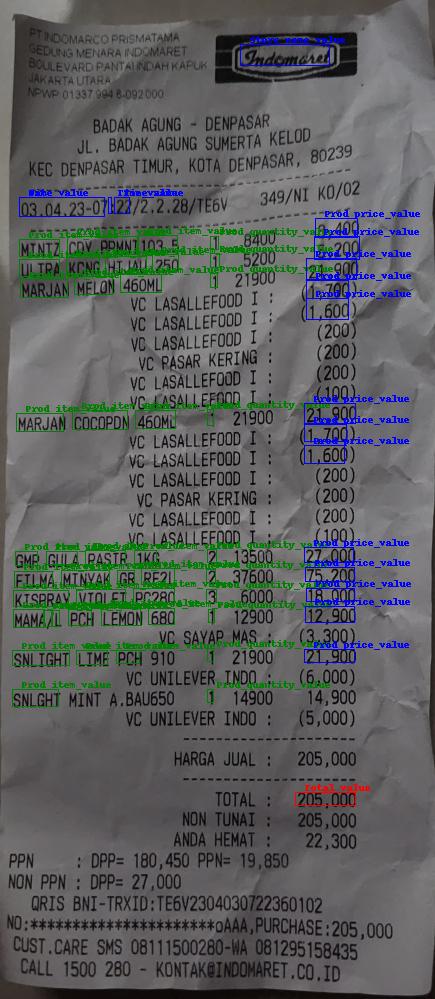 PT INDOMARCO PRISMATAMA
GEDUNG MENARA INDOMARET
BOULEVARD PANTAI INDAH KAPUK
JAKARTA UTARA
NPWP 01.337.994.6-092.000
Indomaret
BADAK AGUNG - DENPASAR
JL. BADAK AGUNG SUMERTA KELOD
KEC DENPASAR TIMUR, KOTA DENPASAR, 80239
03.04.23-07:22/2.2.28/TE6V 349/NI KO/02
MINTZ CDY PPMNT103.5 1 8400 8,400
ULTRA KCNG HIJAU 1 5200 5,200
MARJAN MELON 460ML 1 21900 21,900
VC LASALLEFOOD I : (1,700)
VC LASALLEFOOD I : (1,600)
VC LASALLEFOOD I : (200)
VC PASAR KERING : (200)
VC LASALLEFOOD I : (200)
VC LASALLEFOOD I : (100)
MARJAN COCOPDN 460ML 1 21900 21,900
VC LASALLEFOOD I : (1,700)
VC LASALLEFOOD I : (1,600)
VC LASALLEFOOD I : (200)
VC PASAR KERING : (200)
VC LASALLEFOOD I : (200)
VC LASALLEFOOD I : (100)
GMP GULA PASTR 1KG 2 13500 27,000
FILMA MINYAK GR RF2L 2 37600 75,200
KISPRAY VIOLET PC280 3 6000 18,000
MAMA/L PCH LEMON 680 1 12900 12,900
VC SAYAP MAS : (3,300)
SNLIGHT LIME PCH 910 1 21900 21,900
VC UNILEVER INDO : (6,000)
SNLGHT MINT A.BAU650 1 14900 14,900
VC UNILEVER INDO : (5,000)
HARGA JUAL : 205,000
TOTAL : 205,000
NON TUNAI : 205,000
ANDA HEMAT : 22,300
PPN : DPP= 180,450 PPN= 19,850
NON PPN : DPP= 27,000
QRIS BNI-TRXID:TE6V2304030722360102
NO:*********************oAAA,PURCHASE:205,000
CUST.CARE SMS 08111500280-WA 081295158435
CALL 1500 280 - KONTAK@INDOMARET.CO.ID